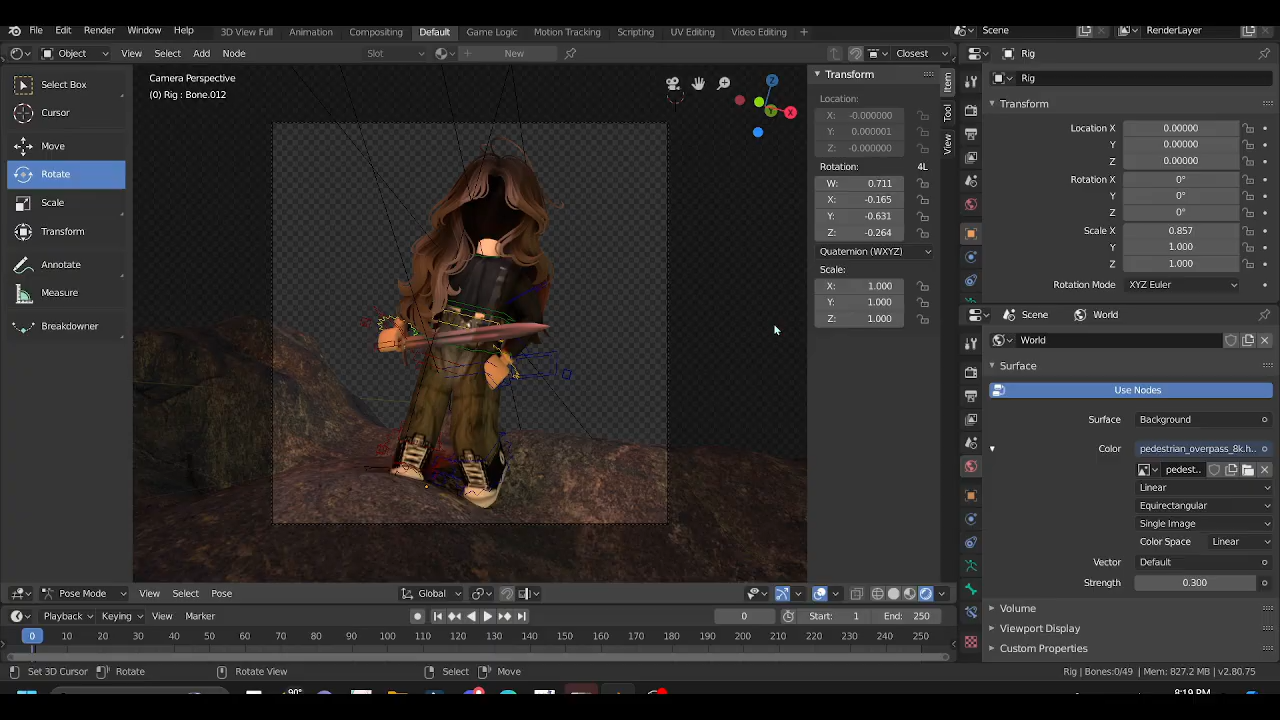 File Edit Render Window Help 3D View Full Animation Compositing Default Game Logic Motion Tracking Scripting UV Editing Video Editing + Scene RenderLayer
Object View Select Add Node Slot New Closest Rig
Select Box
Cursor
Move
Rotate
Scale
Transform
Annotate
Measure
Breakdowner
Camera Perspective
(0) Rig : Bone.012
Z
Y
X
Transform
Location:
X: -0.000000
Y: 0.000001
Z: -0.000000
Rotation: 4L
W: 0.711
X: -0.165
Y: -0.631
Z: -0.264
Quaternion (WXYZ)
Scale:
X: 1.000
Y: 1.000
Z: 1.000
Item
Tool
View
Rig
Transform
Location X 0.00000
Y 0.00000
Z 0.00000
Rotation X 0°
Y 0°
Z 0°
Scale X 0.857
Y 1.000
Z 1.000
Rotation Mode XYZ Euler
Scene World
World
Surface
Use Nodes
Surface Background
Color pedestrian_overpass_8k.h..
pedest..
Linear
Equirectangular
Single Image
Color Space Linear
Vector Default
Strength 0.300
Volume
Viewport Display
Custom Properties
Pose Mode View Select Pose Global
Playback Keying View Marker 0 Start: 1 End: 250
0 10 20 30 40 50 60 70 80 90 100 110 120 130 140 150 160 170 180 190 200 210 220 230 240 250
Set 3D Cursor Rotate Rotate View Select Move Rig | Bones:0/49 | Mem: 827.2 MB | v2.80.75
90° 8:19 PM